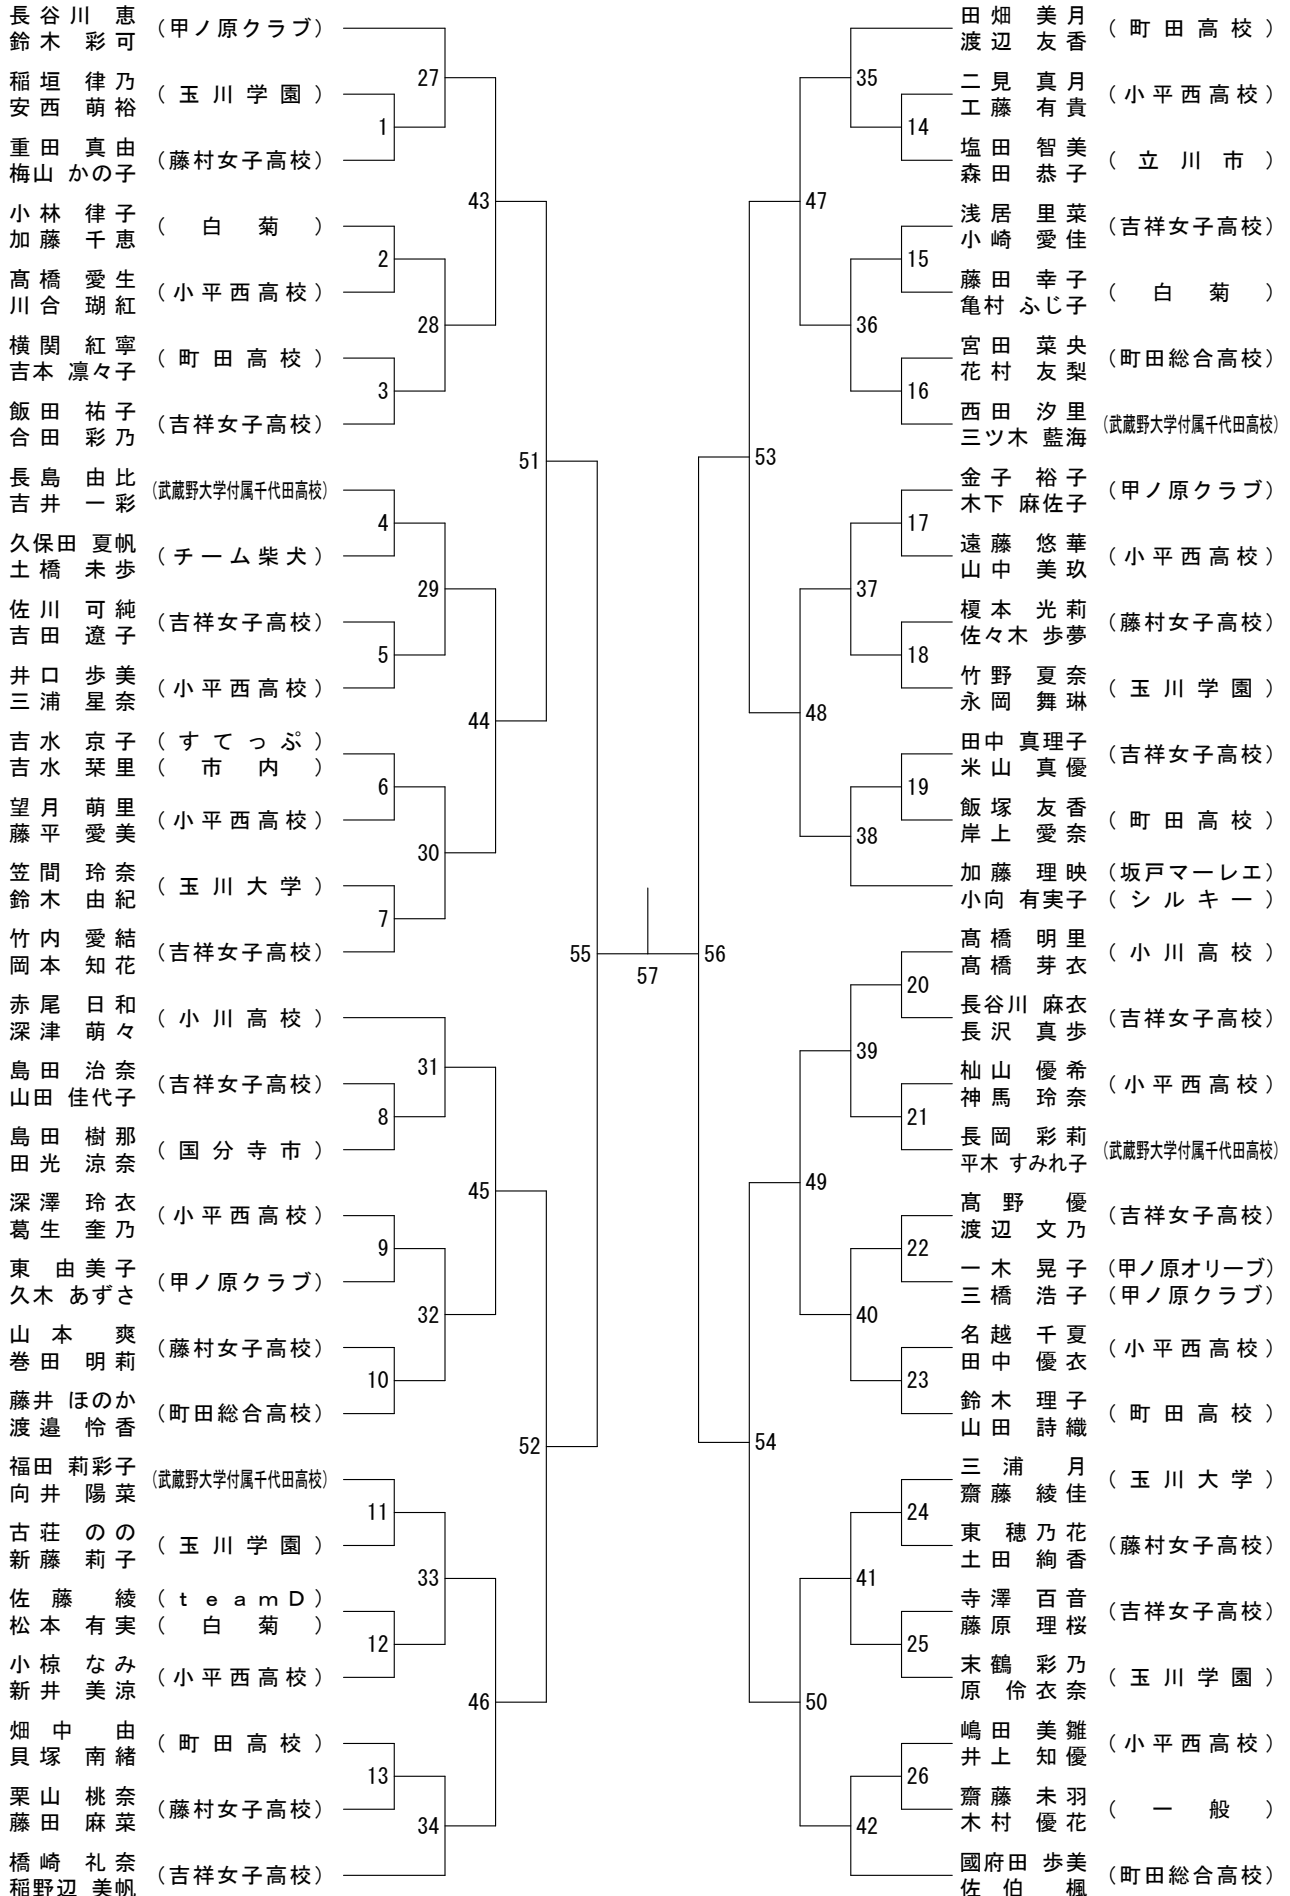 長谷川 恵
鈴木 彩可
(甲ノ原クラブ)
27
稲垣 律乃
安西 萌裕
(玉川学園)
1
重田 真由
梅山 かの子
(藤村女子高校)
43
小林 律子
加藤 千恵
(白菊)
2
髙橋 愛生
川合 瑚紅
(小平西高校)
28
横関 紅寧
吉本 凛々子
(町田高校)
3
飯田 祐子
合田 彩乃
(吉祥女子高校)
51
長島 由比
吉井 一彩
(武蔵野大学付属千代田高校)
4
久保田 夏帆
土橋 未歩
(チーム柴犬)
29
佐川 可純
吉田 遼子
(吉祥女子高校)
5
井口 歩美
三浦 星奈
(小平西高校)
44
吉水 京子 (すてっぷ)
吉水 栞里 (市内)
6
望月 萌里
藤平 愛美
(小平西高校)
30
笠間 玲奈
鈴木 由紀
(玉川大学)
7
竹内 愛結
岡本 知花
(吉祥女子高校)
55
57
56
赤尾 日和
深津 萌々
(小川高校)
31
島田 治奈
山田 佳代子
(吉祥女子高校)
8
島田 樹那
田光 涼奈
(国分寺市)
45
深澤 玲衣
葛生 奎乃
(小平西高校)
9
東 由美子
久木 あずさ
(甲ノ原クラブ)
32
山本 爽
巻田 明莉
(藤村女子高校)
10
藤井 ほのか
渡邉 怜香
(町田総合高校)
52
福田 莉彩子
向井 陽菜
(武蔵野大学付属千代田高校)
11
古荘 のの
新藤 莉子
(玉川学園)
33
佐藤 綾 (teamD)
松本 有実 (白菊)
12
小椋 なみ
新井 美涼
(小平西高校)
46
畑中 由
貝塚 南緒
(町田高校)
13
栗山 桃奈
藤田 麻菜
(藤村女子高校)
34
橋崎 礼奈
稲野辺 美帆
(吉祥女子高校)
田畑 美月
渡辺 友香
(町田高校)
35
二見 真月
工藤 有貴
(小平西高校)
14
塩田 智美
森田 恭子
(立川市)
47
浅居 里菜
小崎 愛佳
(吉祥女子高校)
15
藤田 幸子
亀村 ふじ子
(白菊)
36
宮田 菜央
花村 友梨
(町田総合高校)
16
西田 汐里
三ツ木 藍海
(武蔵野大学付属千代田高校)
53
金子 裕子
木下 麻佐子
(甲ノ原クラブ)
17
遠藤 悠華
山中 美玖
(小平西高校)
37
榎本 光莉
佐々木 歩夢
(藤村女子高校)
18
竹野 夏奈
永岡 舞琳
(玉川学園)
48
田中 真理子
米山 真優
(吉祥女子高校)
19
飯塚 友香
岸上 愛奈
(町田高校)
38
加藤 理映 (坂戸マーレエ)
小向 有実子 (シルキー)
髙橋 明里
髙橋 芽衣
(小川高校)
20
長谷川 麻衣
長沢 真歩
(吉祥女子高校)
39
杣山 優希
神馬 玲奈
(小平西高校)
21
長岡 彩莉
平木 すみれ子
(武蔵野大学付属千代田高校)
49
髙野 優
渡辺 文乃
(吉祥女子高校)
22
一木 晃子 (甲ノ原オリーブ)
三橋 浩子 (甲ノ原クラブ)
40
名越 千夏
田中 優衣
(小平西高校)
23
鈴木 理子
山田 詩織
(町田高校)
54
三浦 月
齋藤 綾佳
(玉川大学)
24
東 穂乃花
土田 絢香
(藤村女子高校)
41
寺澤 百音
藤原 理桜
(吉祥女子高校)
25
末鶴 彩乃
原 伶衣奈
(玉川学園)
50
嶋田 美雛
井上 知優
(小平西高校)
26
齋藤 未羽
木村 優花
(一般)
42
國府田 歩美
佐伯 楓
(町田総合高校)